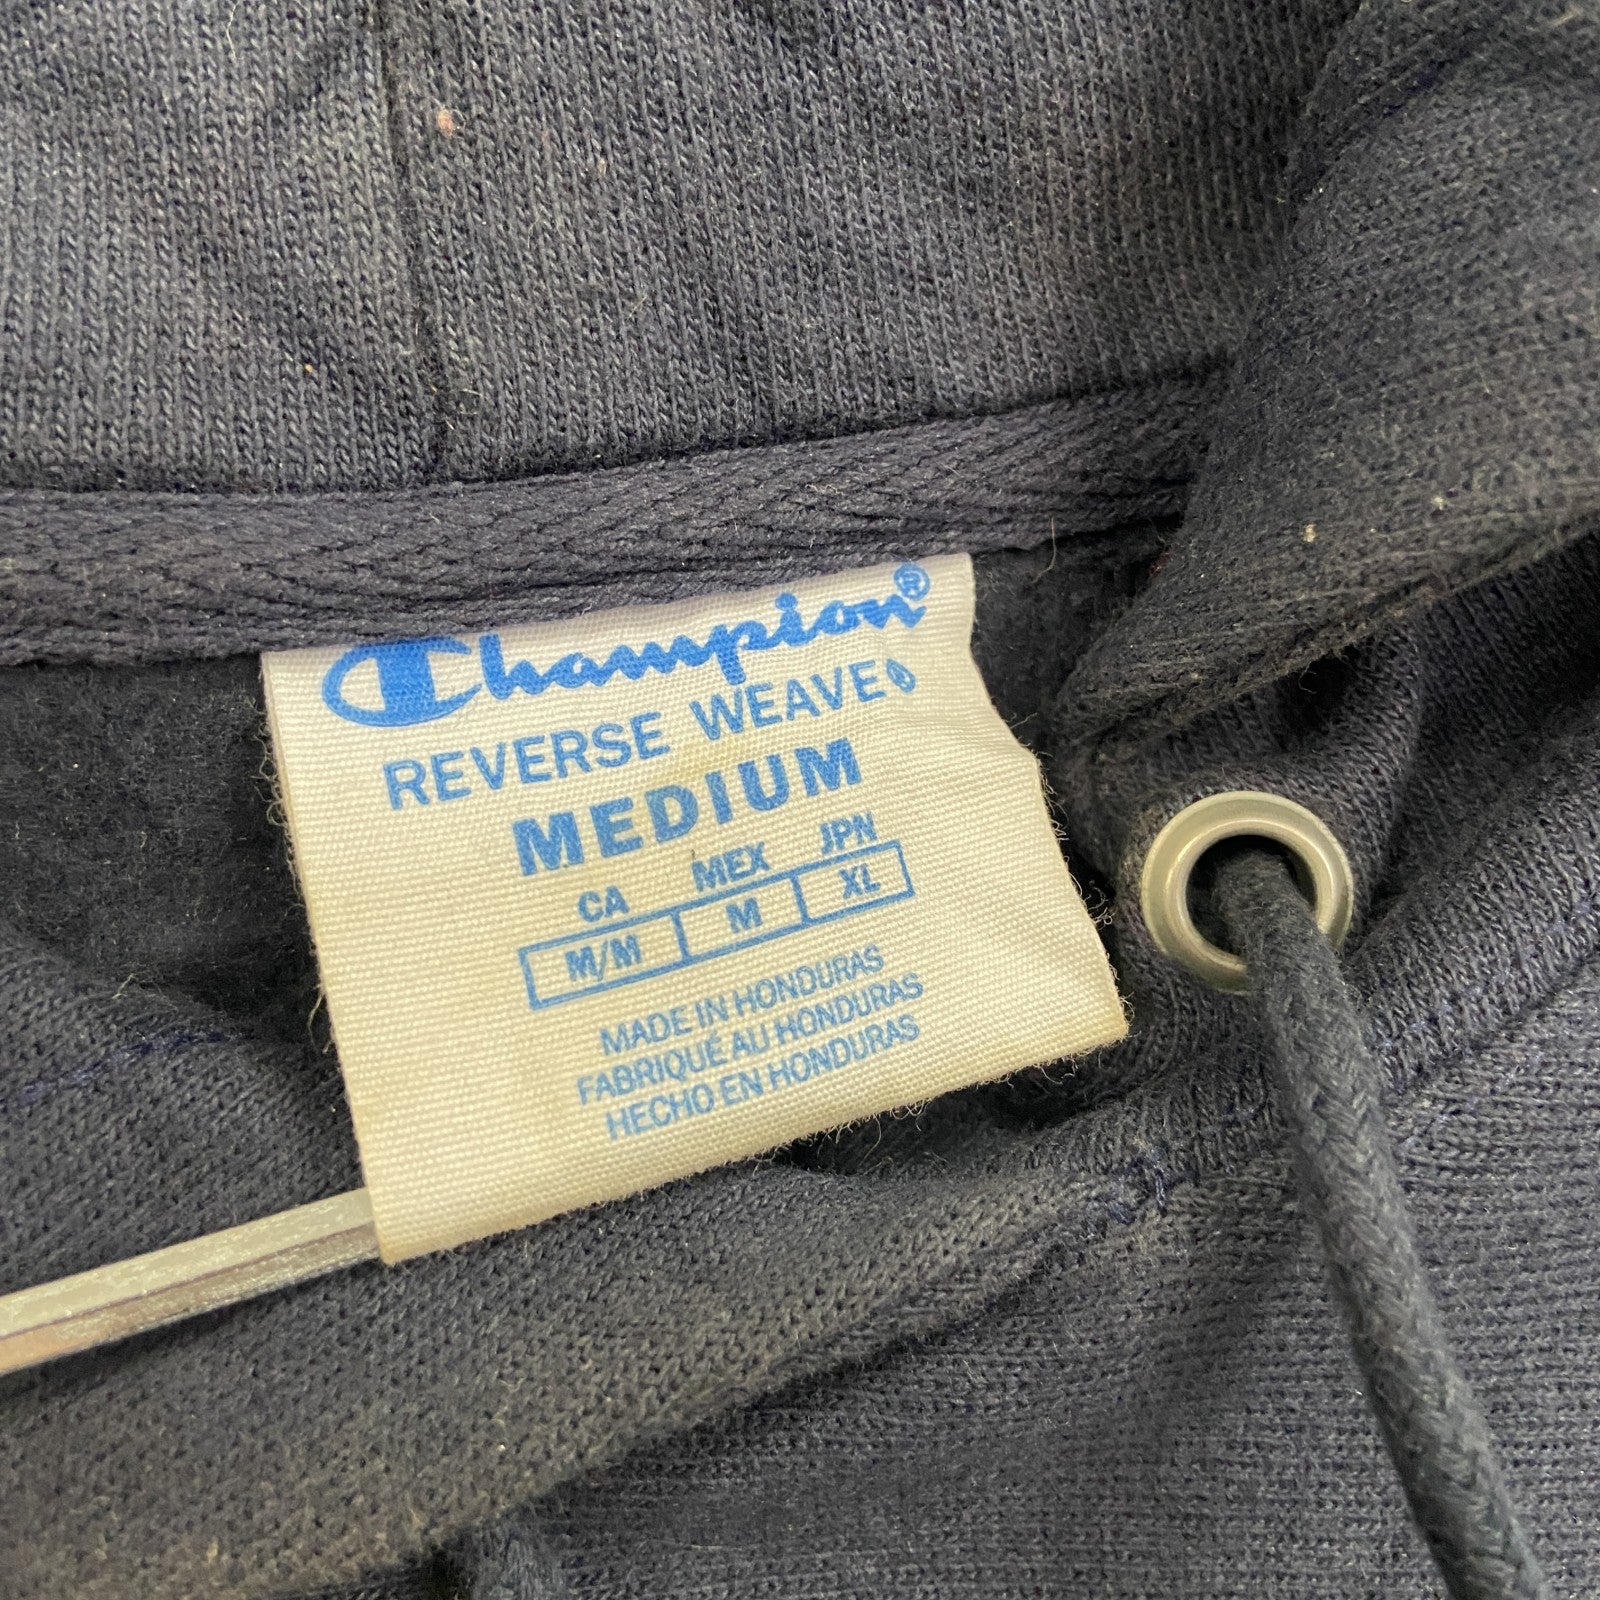 Champion®
REVERSE WEAVE®
MEDIUM
CA MEX JPN
M/M M XL
MADE IN HONDURAS
FABRIQUÉ AU HONDURAS
HECHO EN HONDURAS